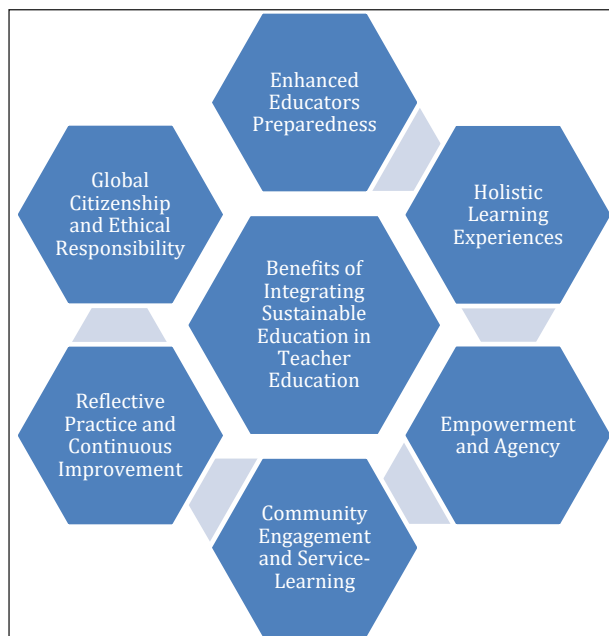 Enhanced
Educators
Preparedness
Global
Citizenship
and Ethical
Responsibility
Holistic
Learning
Experiences
Benefits of
Integrating
Sustainable
Education in
Teacher
Education
Reflective
Practice and
Continuous
Improvement
Empowerment
and Agency
Community
Engagement
and Service-
Learning